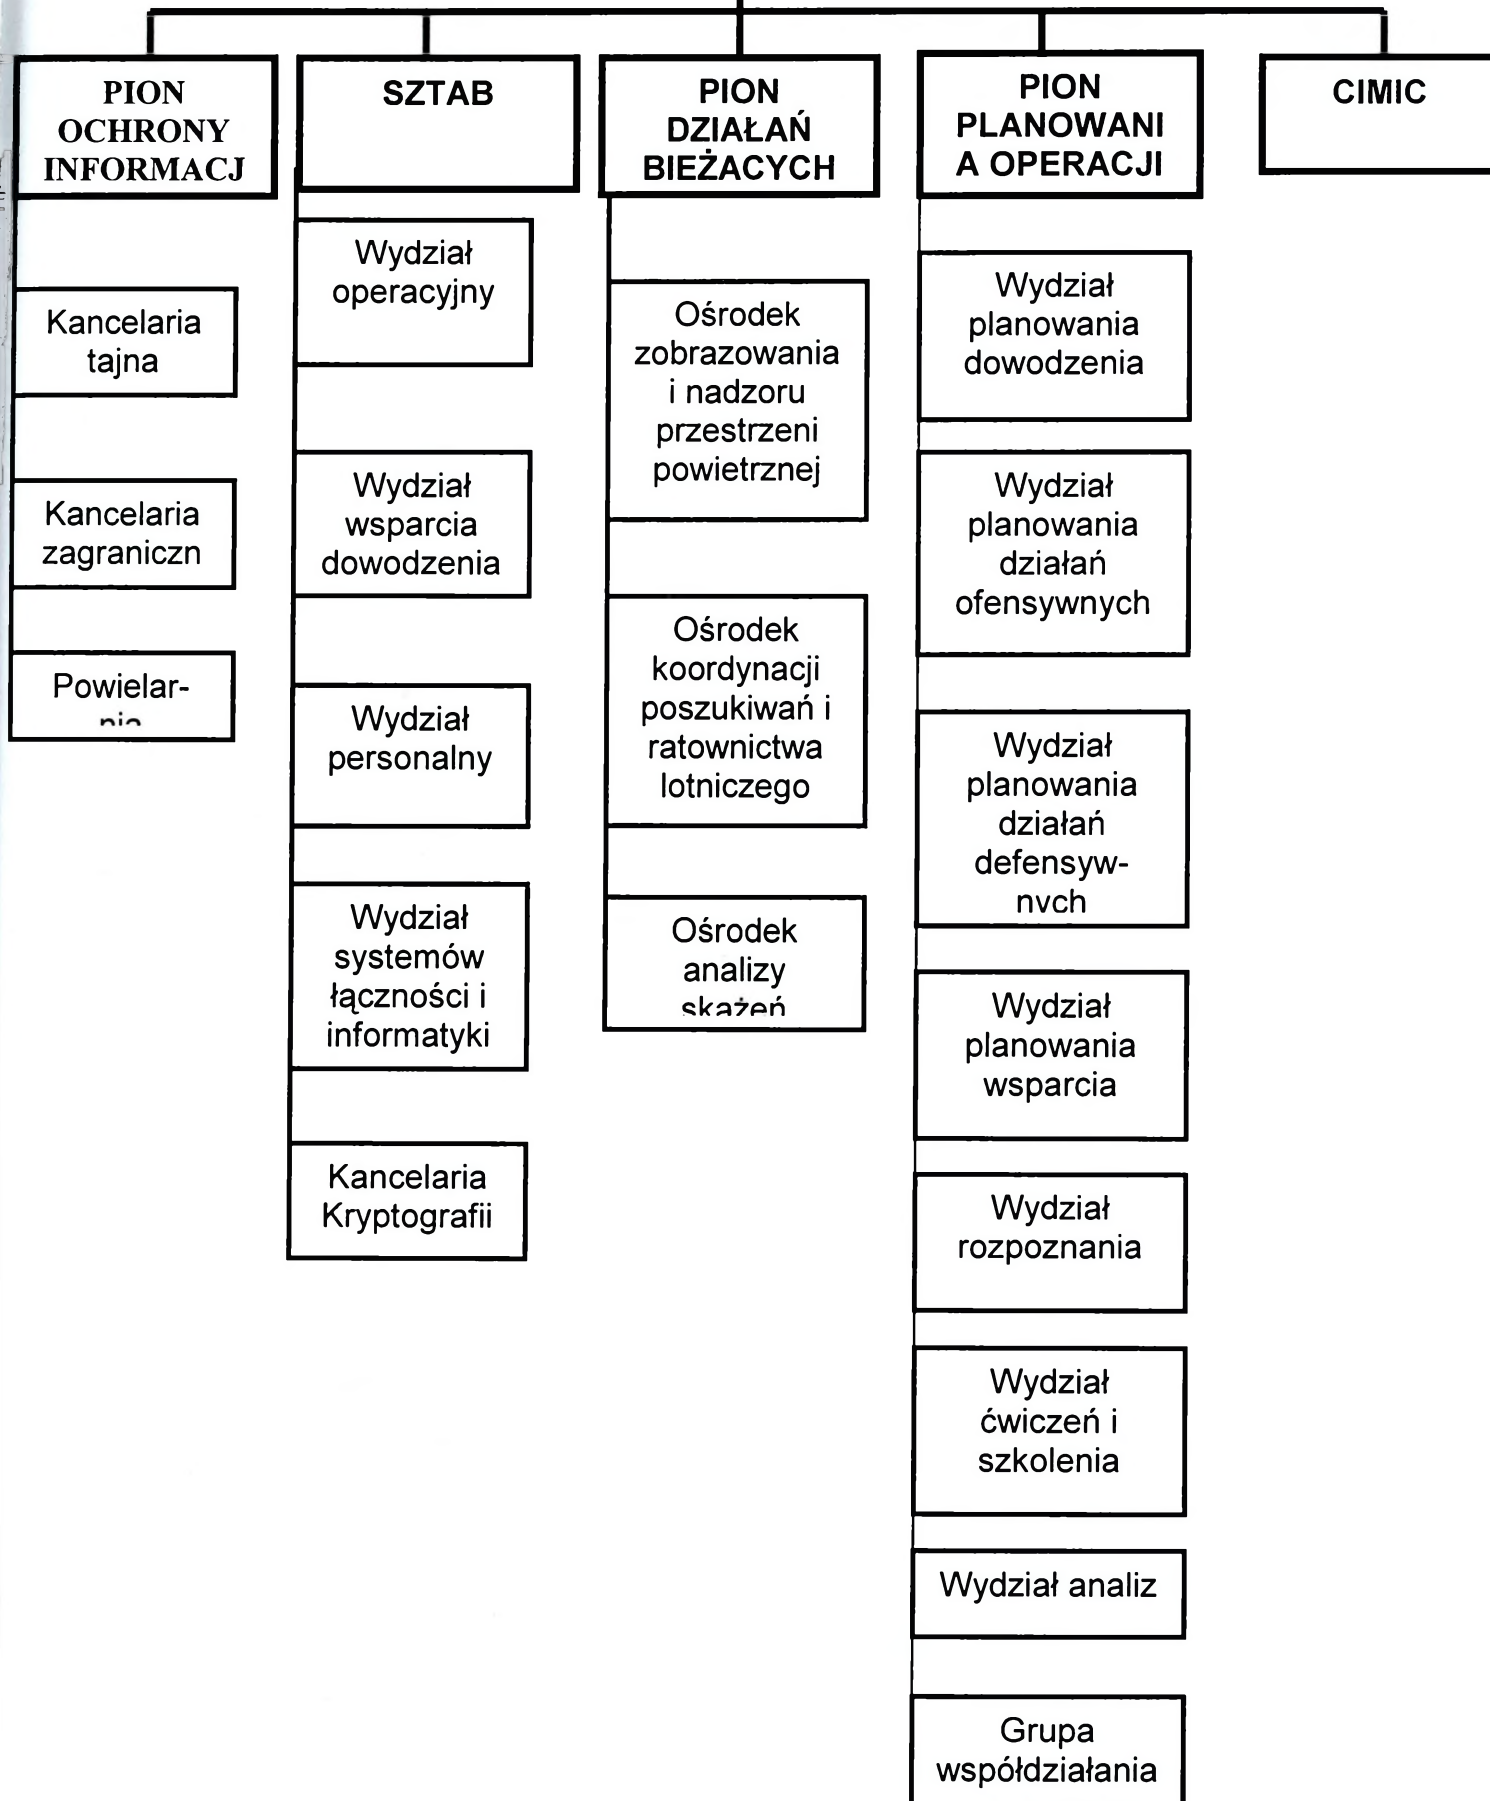 PION
OCHRONY
INFORMACJ
Kancelaria
tajna
Kancelaria
zagraniczn
Powielar-
nia
SZTAB
Wydział
operacyjny
Wydział
wsparcia
dowodzenia
Wydział
personalny
Wydział
systemów
łączności i
informatyki
Kancelaria
Kryptografii
PION
DZIAŁAŃ
BIEŻACYCH
Ośrodek
zobrazowania
i nadzoru
przestrzeni
powietrznej
Ośrodek
koordynacji
poszukiwań i
ratownictwa
lotniczego
Ośrodek
analizy
skażeń
PION
PLANOWANI
A OPERACJI
Wydział
planowania
dowodzenia
Wydział
planowania
działań
ofensywnych
Wydział
planowania
działań
defensyw-
nych
Wydział
planowania
wsparcia
Wydział
rozpoznania
Wydział
ćwiczeń i
szkolenia
Wydział analiz
Grupa
współdziałania
CIMIC